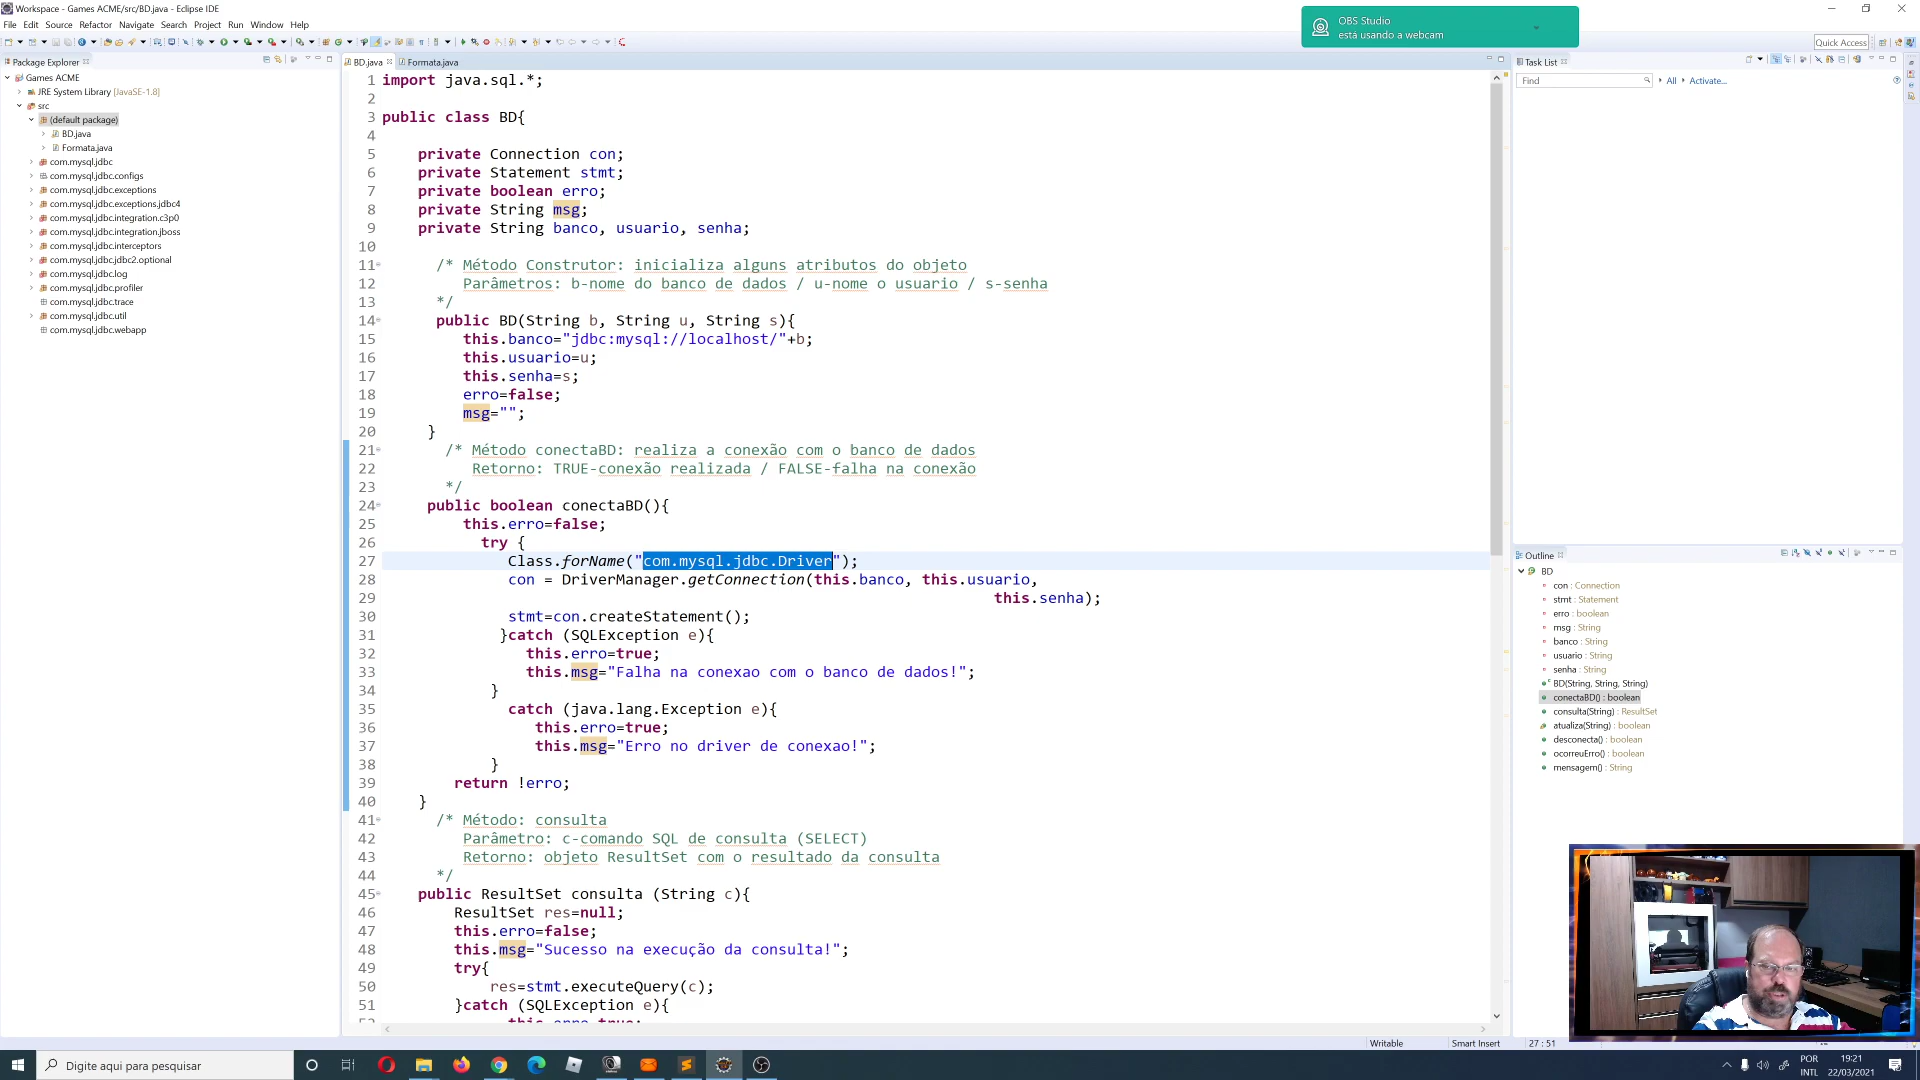 Workspace - Games ACME/src/BD.java - Eclipse IDE
File Edit Source Refactor Navigate Search Project Run Window Help
OBS Studio
está usando a webcam
Quick Access
Package Explorer
Games ACME
JRE System Library [JavaSE-1.8]
src
(default package)
BD.java
Formata.java
com.mysql.jdbc
com.mysql.jdbc.configs
com.mysql.jdbc.exceptions
com.mysql.jdbc.exceptions.jdbc4
com.mysql.jdbc.integration.c3p0
com.mysql.jdbc.integration.jboss
com.mysql.jdbc.interceptors
com.mysql.jdbc.jdbc2.optional
com.mysql.jdbc.log
com.mysql.jdbc.profiler
com.mysql.jdbc.trace
com.mysql.jdbc.util
com.mysql.jdbc.webapp
BD.java Formata.java
1 import java.sql.*;
2
3 public class BD{
4
5 private Connection con;
6 private Statement stmt;
7 private boolean erro;
8 private String msg;
9 private String banco, usuario, senha;
10
11 /* Método Construtor: inicializa alguns atributos do objeto
12 Parâmetros: b-nome do banco de dados / u-nome o usuario / s-senha
13 */
14 public BD(String b, String u, String s){
15 this.banco="jdbc:mysql://localhost/"+b;
16 this.usuario=u;
17 this.senha=s;
18 erro=false;
19 msg="";
20 }
21 /* Método conectaBD: realiza a conexão com o banco de dados
22 Retorno: TRUE-conexão realizada / FALSE-falha na conexão
23 */
24 public boolean conectaBD(){
25 this.erro=false;
26 try {
27 Class.forName("com.mysql.jdbc.Driver");
28 con = DriverManager.getConnection(this.banco, this.usuario,
29 this.senha);
30 stmt=con.createStatement();
31 }catch (SQLException e){
32 this.erro=true;
33 this.msg="Falha na conexao com o banco de dados!";
34 }
35 catch (java.lang.Exception e){
36 this.erro=true;
37 this.msg="Erro no driver de conexao!";
38 }
39 return !erro;
40 }
41 /* Método: consulta
42 Parâmetro: c-comando SQL de consulta (SELECT)
43 Retorno: objeto ResultSet com o resultado da consulta
44 */
45 public ResultSet consulta (String c){
46 ResultSet res=null;
47 this.erro=false;
48 this.msg="Sucesso na execução da consulta!";
49 try{
50 res=stmt.executeQuery(c);
51 }catch (SQLException e){
Task List
Find All Activate...
Outline
BD
con : Connection
stmt : Statement
erro : boolean
msg : String
banco : String
usuario : String
senha : String
BD(String, String, String)
conectaBD() : boolean
consulta(String) : ResultSet
atualiza(String) : boolean
desconecta() : boolean
ocorreuErro() : boolean
mensagem() : String
Writable Smart Insert 27 : 51
Digite aqui para pesquisar
POR
INTL
19:21
22/03/2021